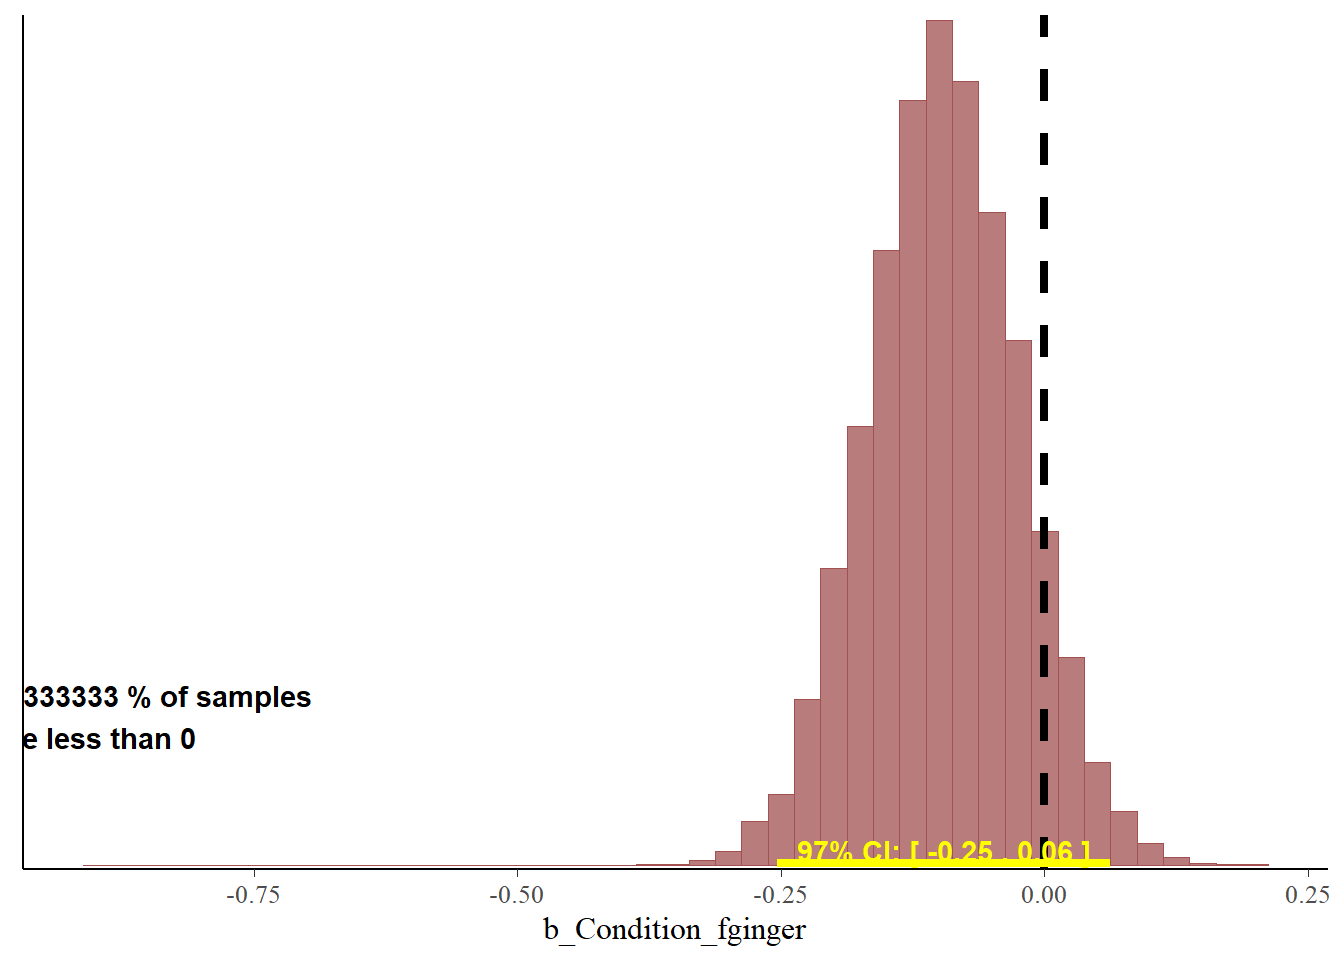 333333 % of samples
e less than 0
97% CI: [ -0.25 , 0.06 ]
-0.75 -0.50 -0.25 0.00 0.25
b_Condition_fginger